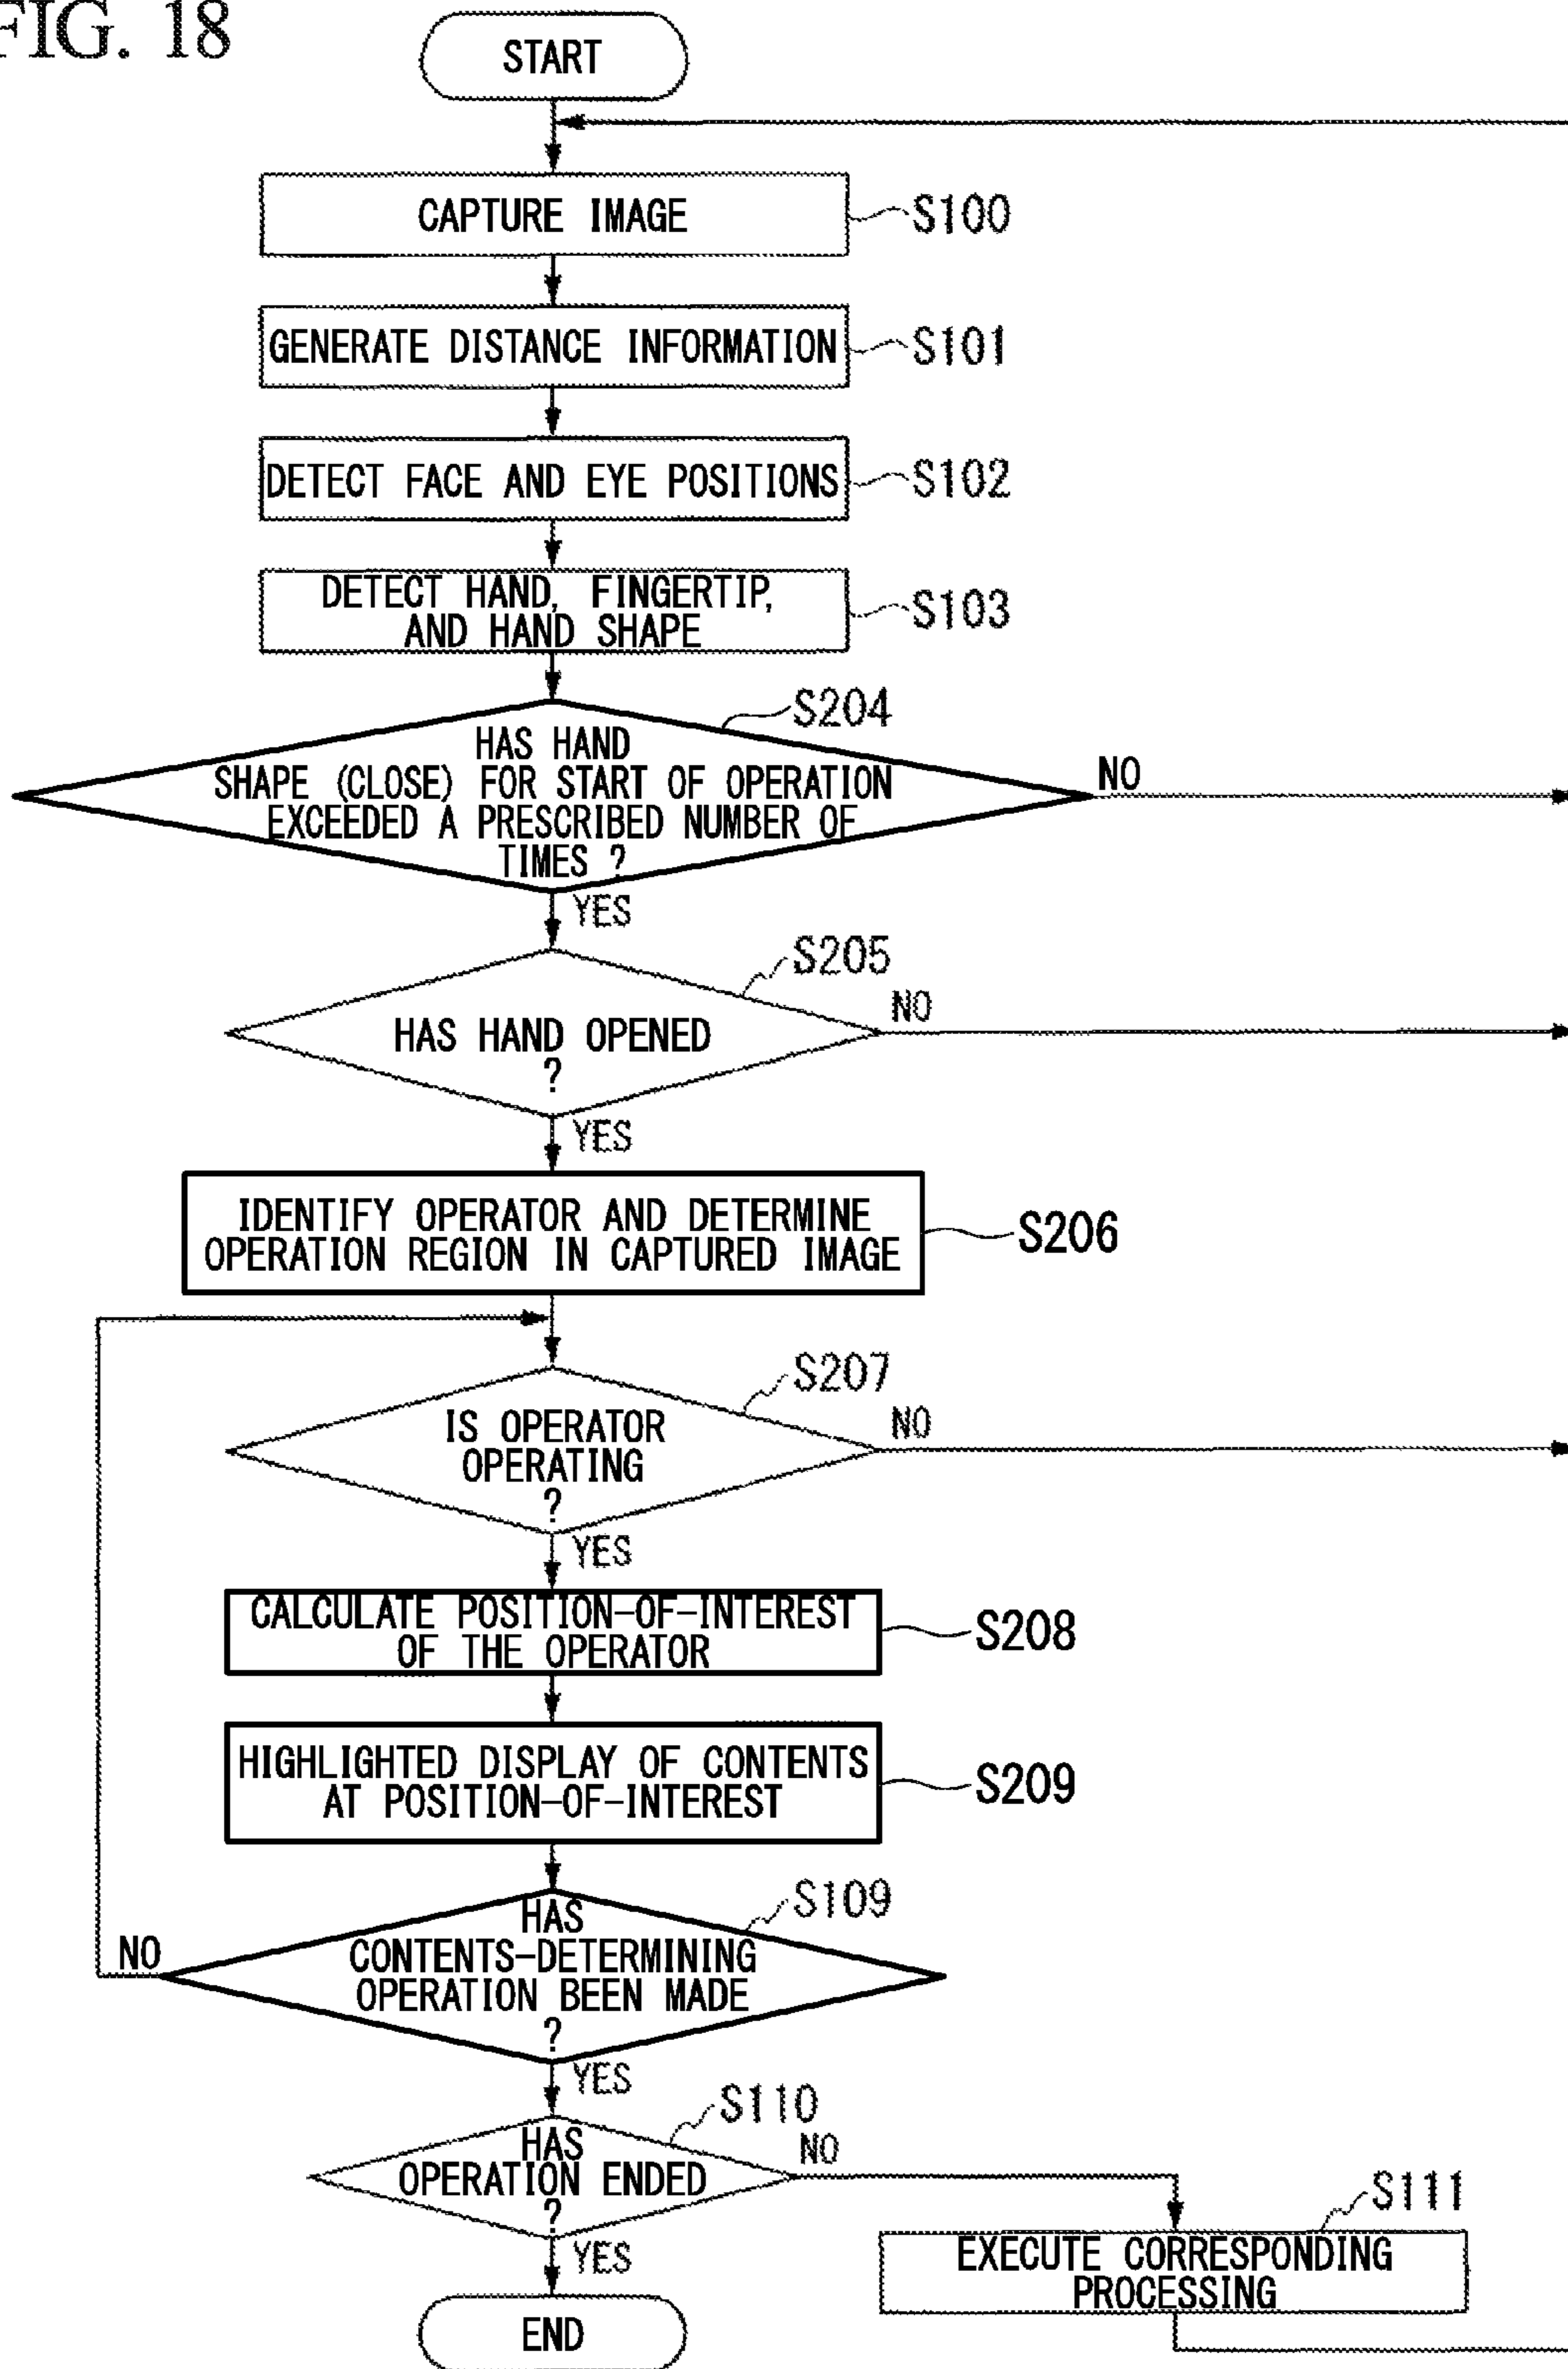 FIG. 18
START
CAPTURE IMAGE
S100
GENERATE DISTANCE INFORMATION
S101
DETECT FACE AND EYE POSITIONS
S102
DETECT HAND, FINGERTIP,
AND HAND SHAPE
S103
S204
HAS HAND
SHAPE (CLOSE) FOR START OF OPERATION
EXCEEDED A PRESCRIBED NUMBER OF
TIMES ?
NO
YES
S205
HAS HAND OPENED
?
NO
YES
IDENTIFY OPERATOR AND DETERMINE
OPERATION REGION IN CAPTURED IMAGE
S206
S207
IS OPERATOR
OPERATING
?
NO
YES
CALCULATE POSITION-OF-INTEREST
OF THE OPERATOR
S208
HIGHLIGHTED DISPLAY OF CONTENTS
AT POSITION-OF-INTEREST
S209
S109
HAS
CONTENTS-DETERMINING
OPERATION BEEN MADE
?
NO
YES
S110
HAS
OPERATION ENDED
?
NO
YES
S111
EXECUTE CORRESPONDING
PROCESSING
END